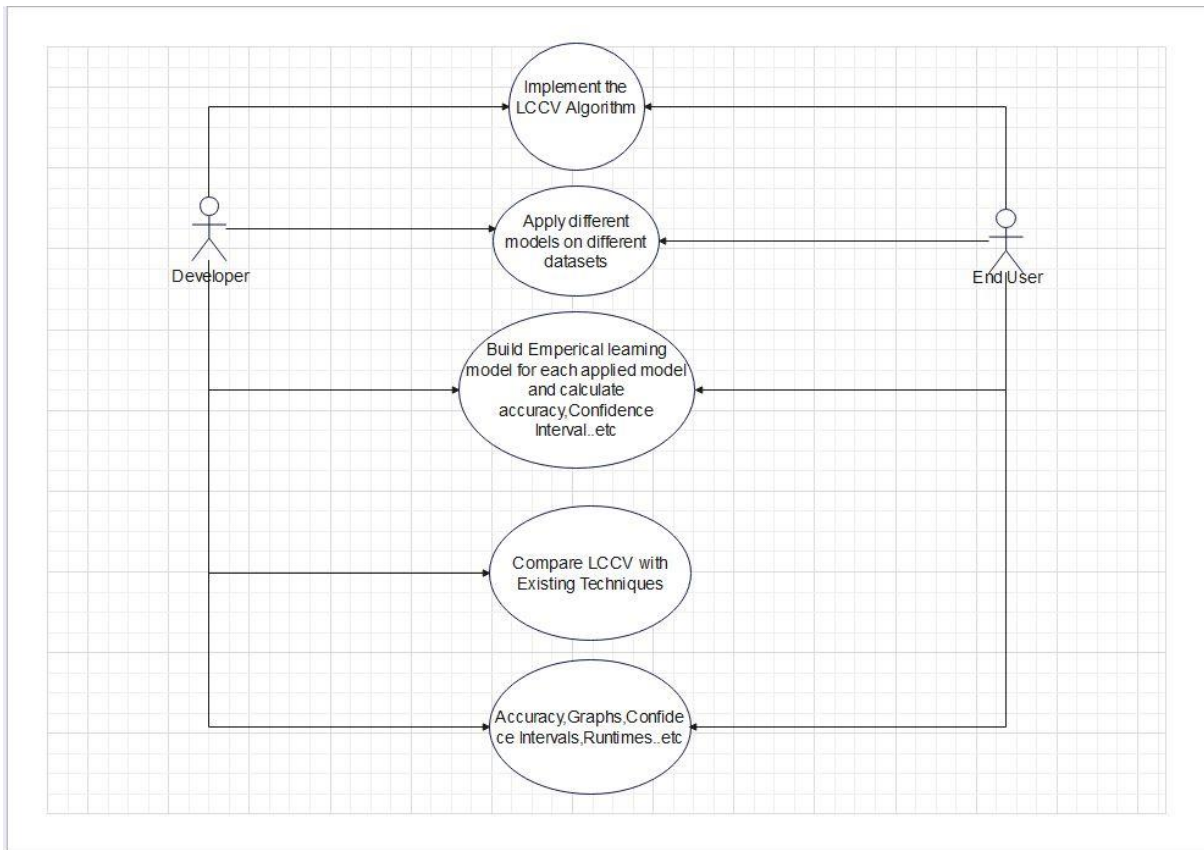 Implement the
LCCV Algorithm
Apply different
models on different
datasets
Developer
End User
Build Emperical learning
model for each applied model
and calculate
accuracy,Confidence
Interval..etc
Compare LCCV with
Existing Techniques
Accuracy,Graphs,Confide
ce Intervals,Runtimes..etc